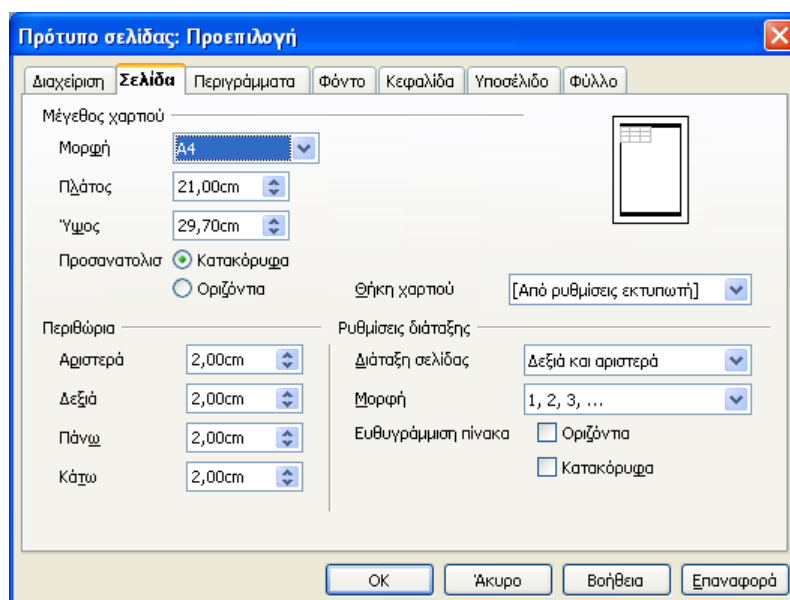 Πρότυπο σελίδας: Προεπιλογή
Διαχείριση Σελίδα Περιγράμματα Φόντο Κεφαλίδα Υποσέλιδο Φύλλο
Μέγεθος χαρτιού
Μορφή A4
Πλάτος 21,00cm
Ύψος 29,70cm
Προσανατολισ Κατακόρυφα
Οριζόντια Θήκη χαρτιού [Από ρυθμίσεις εκτυπωτή]
Περιθώρια Ρυθμίσεις διάταξης
Αριστερά 2,00cm Διάταξη σελίδας Δεξιά και αριστερά
Δεξιά 2,00cm Μορφή 1, 2, 3, ...
Πάνω 2,00cm Ευθυγράμμιση πίνακα Οριζόντια
Κάτω 2,00cm Κατακόρυφα
OK Άκυρο Βοήθεια Επαναφορά